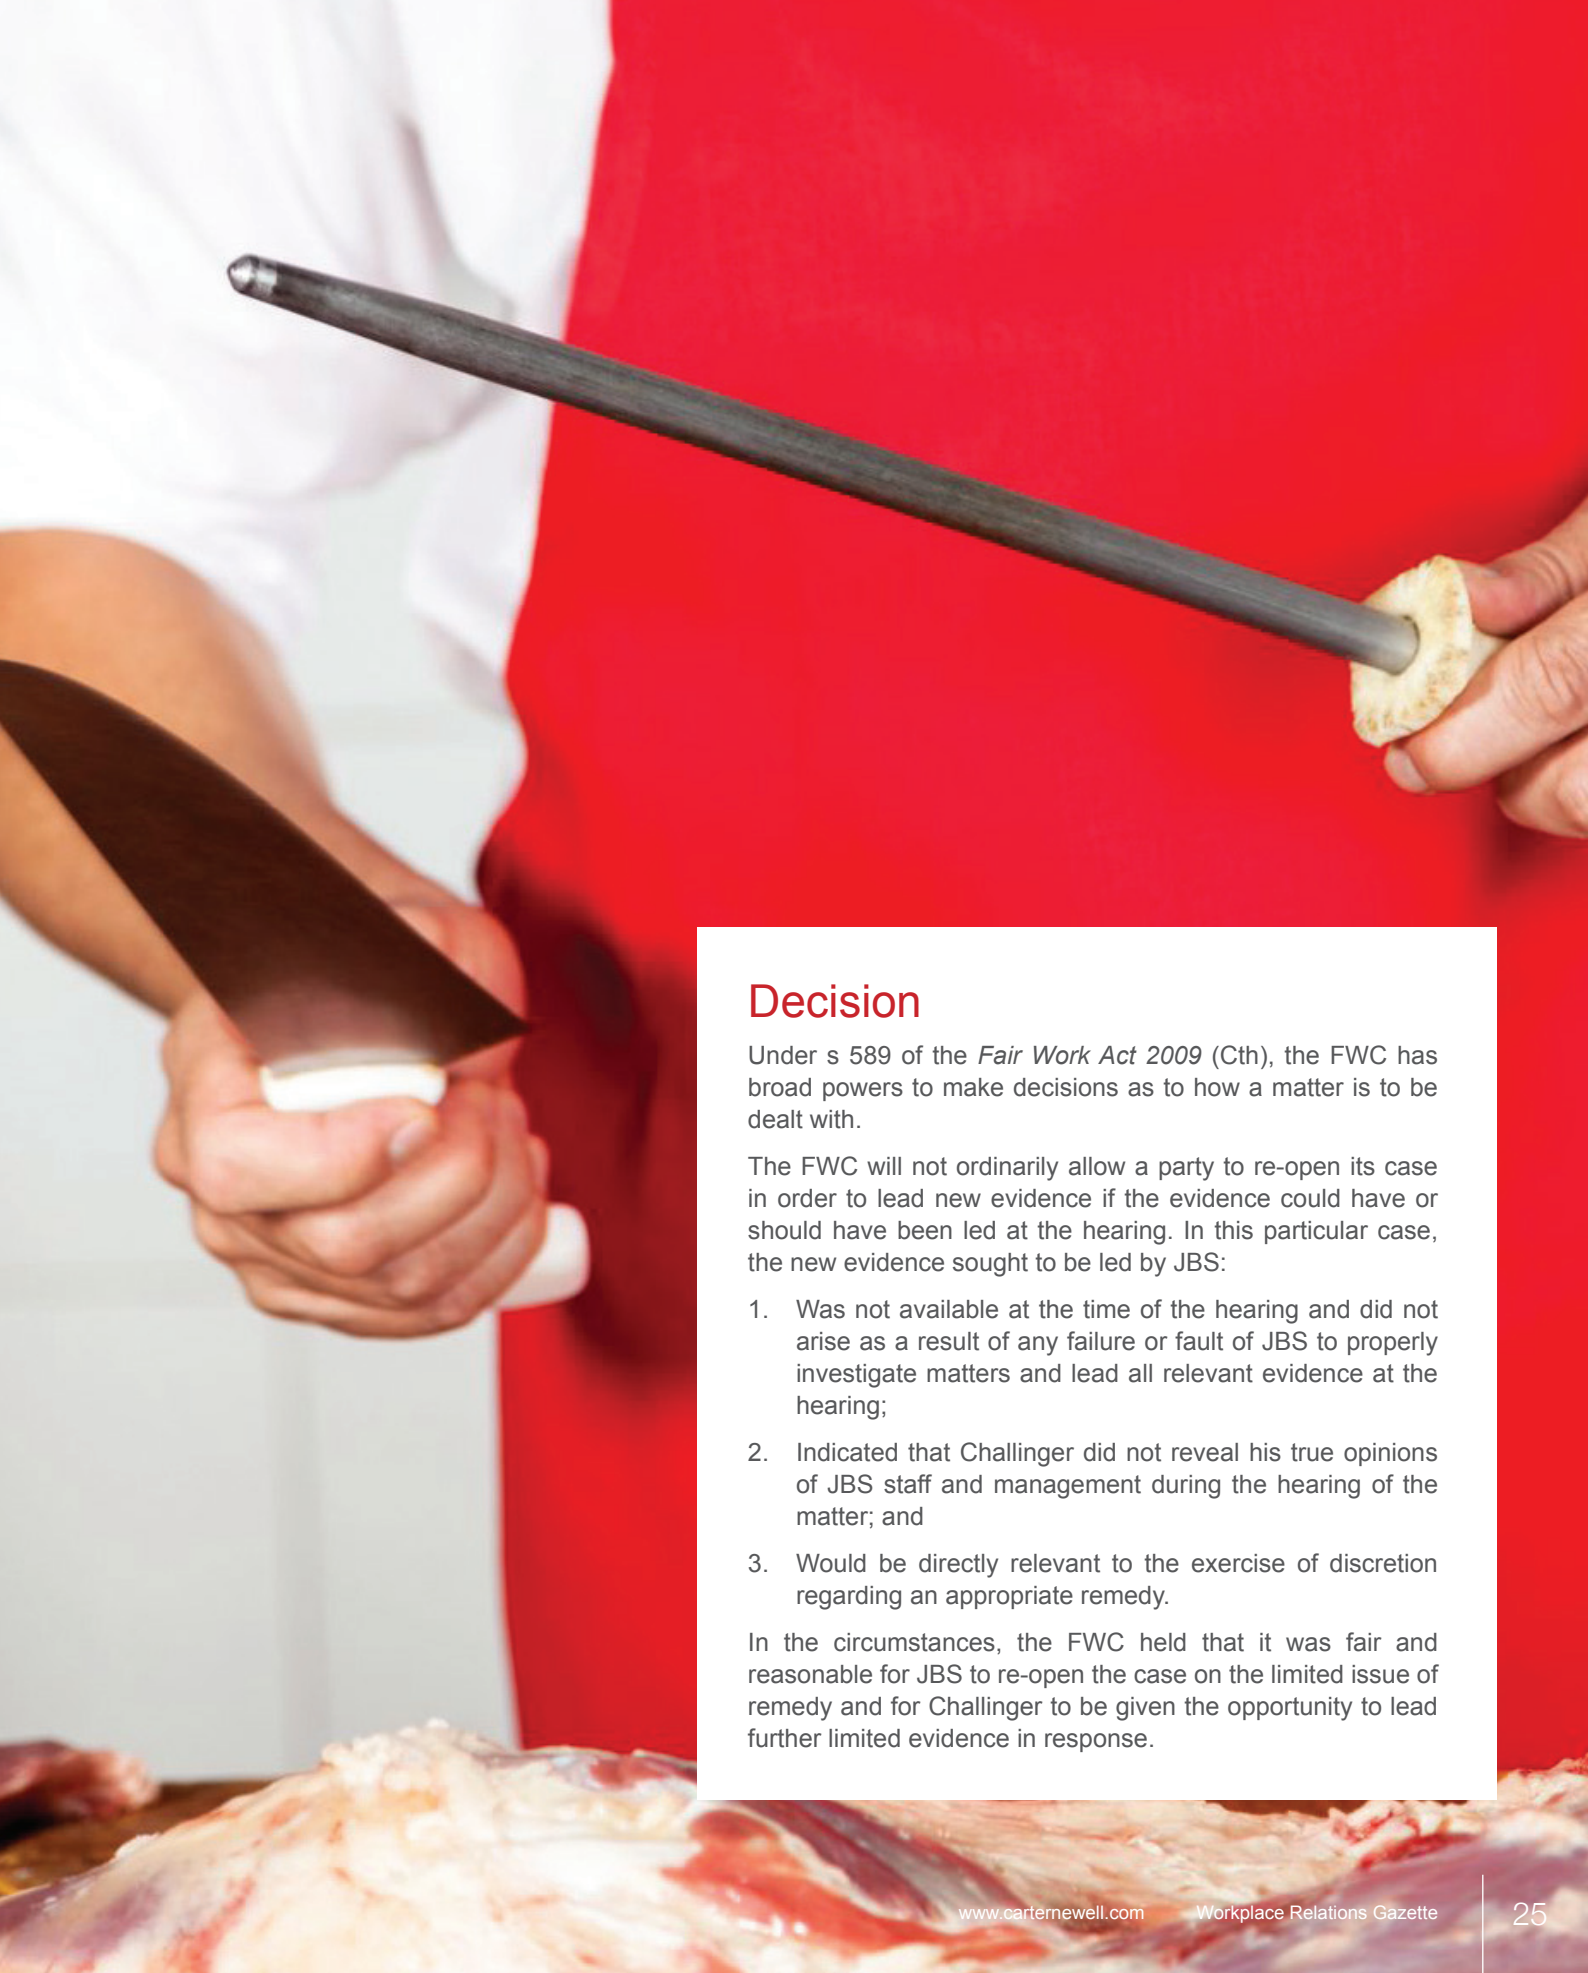 Decision
Under s 589 of the Fair Work Act 2009 (Cth), the FWC has
broad powers to make decisions as to how a matter is to be
dealt with.
The FWC will not ordinarily allow a party to re-open its case
in order to lead new evidence if the evidence could have or
should have been led at the hearing. In this particular case,
the new evidence sought to be led by JBS:
1. Was not available at the time of the hearing and did not
arise as a result of any failure or fault of JBS to properly
investigate matters and lead all relevant evidence at the
hearing;
2. Indicated that Challinger did not reveal his true opinions
of JBS staff and management during the hearing of the
matter; and
3. Would be directly relevant to the exercise of discretion
regarding an appropriate remedy.
In the circumstances, the FWC held that it was fair and
reasonable for JBS to re-open the case on the limited issue of
remedy and for Challinger to be given the opportunity to lead
further limited evidence in response.
www.carternewell.com Workplace Relations Gazette 25